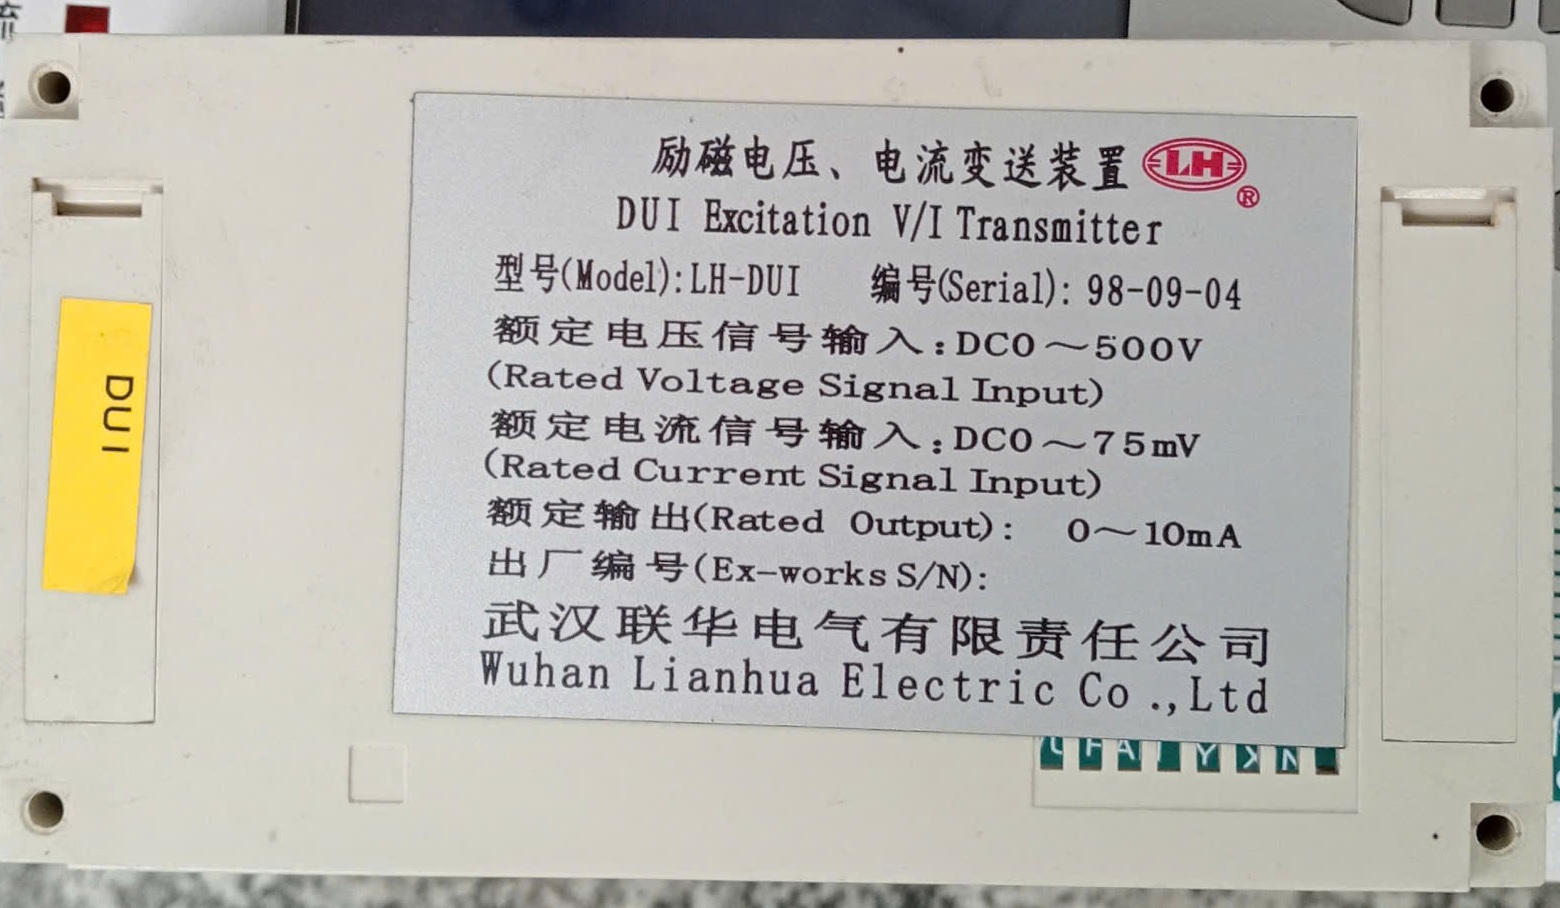 励磁电压、电流变送装置 LH ®
DUI Excitation V/I Transmitter
型号(Model):LH-DUI 编号(Serial): 98-09-04
额定电压信号输入:DC0～500V
(Rated Voltage Signal Input)
额定电流信号输入:DC0～75mV
(Rated Current Signal Input)
额定输出(Rated Output): 0～10mA
出厂编号(Ex-works S/N):
武汉联华电气有限责任公司
Wuhan Lianhua Electric Co .,Ltd
DUI